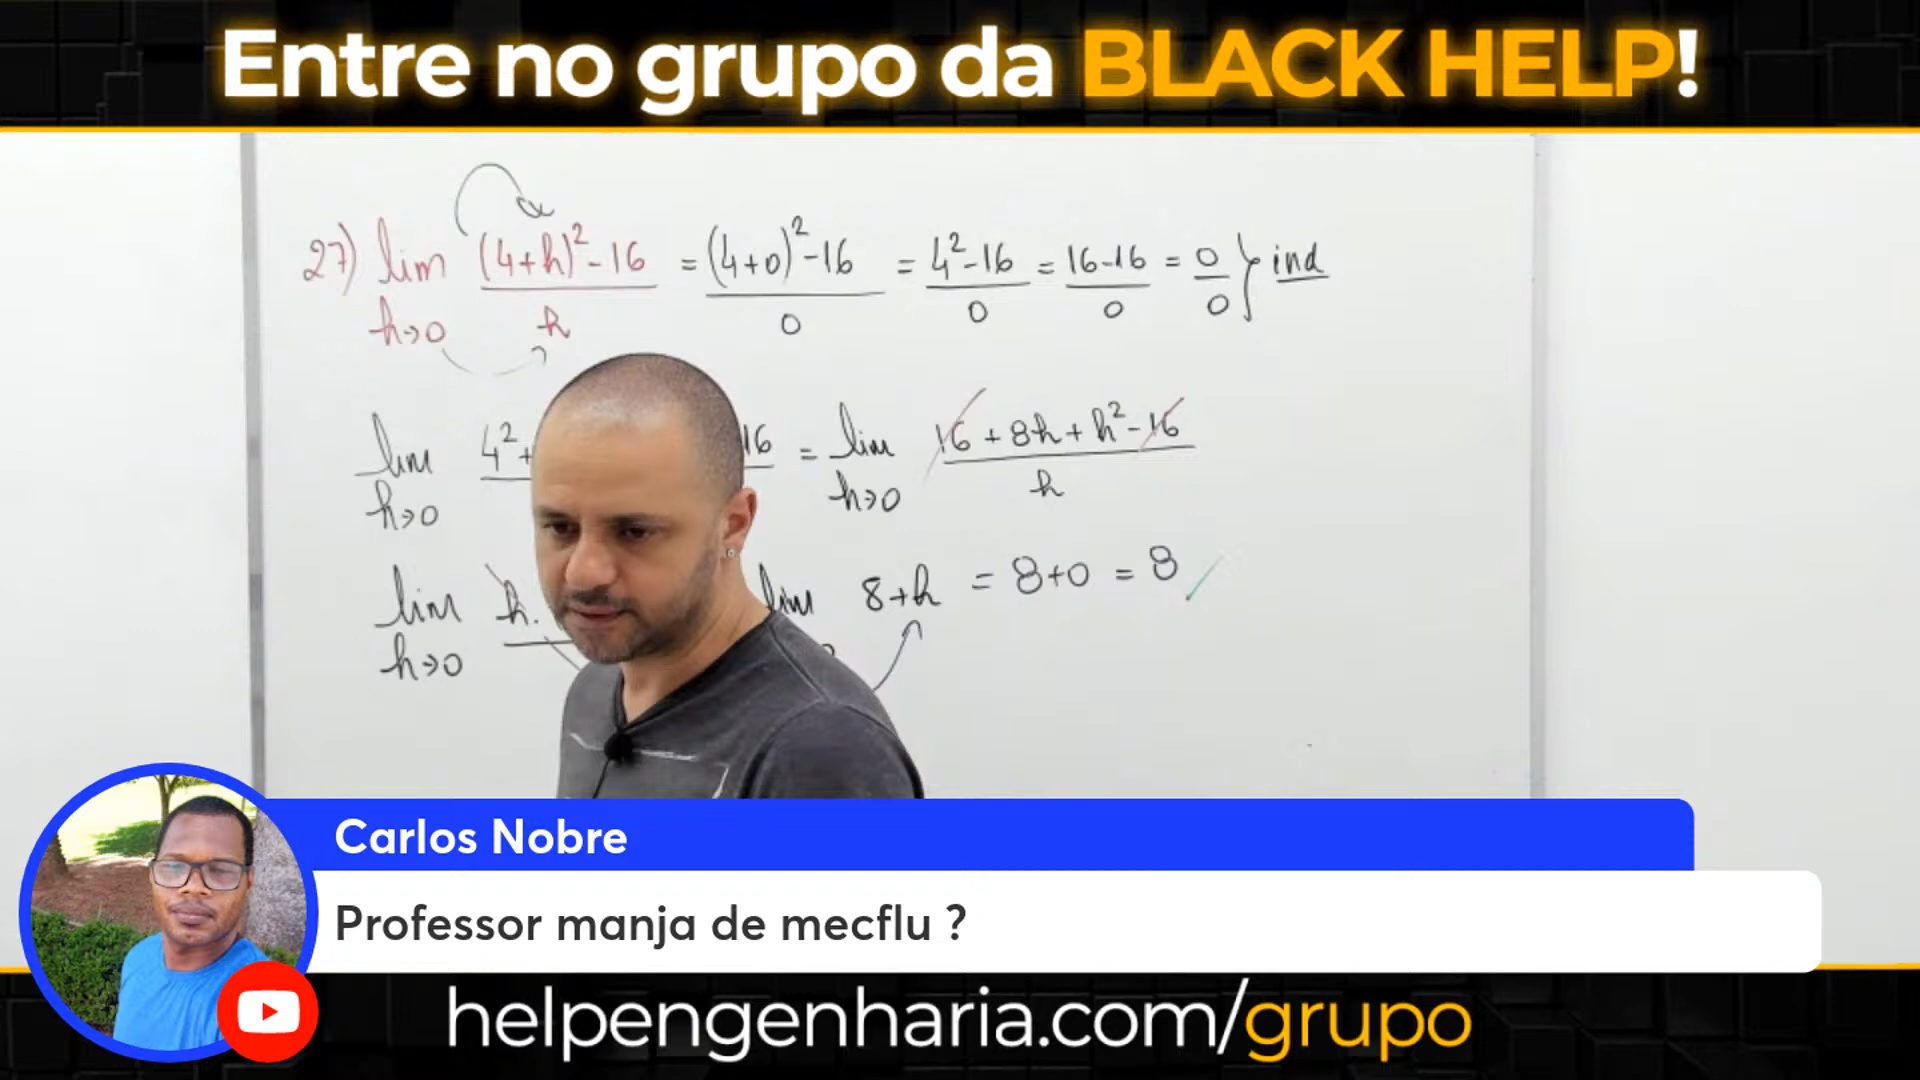 Entre no grupo da BLACK HELP!
27) lim (4+h)²-16 = (4+0)²-16 = 4²-16 = 16-16 = 0 } ind
h→0 h 0 0 0 0
lim 4²+ 16 = lim 16+8h+h²-16
h→0 h→0 h
lim h. lim 8+h = 8+0 = 8
h→0
Carlos Nobre
Professor manja de mecflu ?
helpengenharia.com/grupo